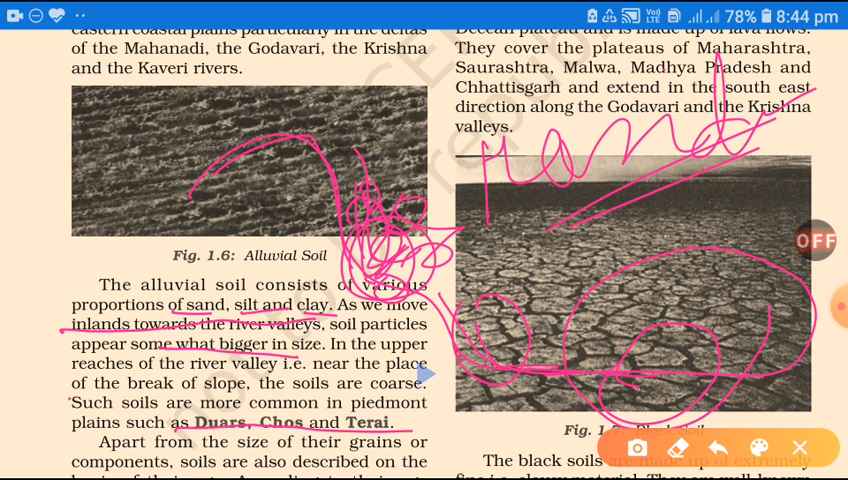 78% 8:44 pm
Vo))
LTE
eastern coastal plains particularly in the deltas
of the Mahanadi, the Godavari, the Krishna
and the Kaveri rivers.
Fig. 1.6: Alluvial Soil
The alluvial soil consists of various
proportions of sand, silt and clay. As we move
inlands towards the river valleys, soil particles
appear some what bigger in size. In the upper
reaches of the river valley i.e. near the place
of the break of slope, the soils are coarse.
Such soils are more common in piedmont
plains such as Duars, Chos and Terai.
Apart from the size of their grains or
components, soils are also described on the
Deccan plateau and is made up of lava flows.
They cover the plateaus of Maharashtra,
Saurashtra, Malwa, Madhya Pradesh and
Chhattisgarh and extend in the south east
direction along the Godavari and the Krishna
valleys.
OFF
Fig. 1.7: Black Soil
The black soils are made up of extremely